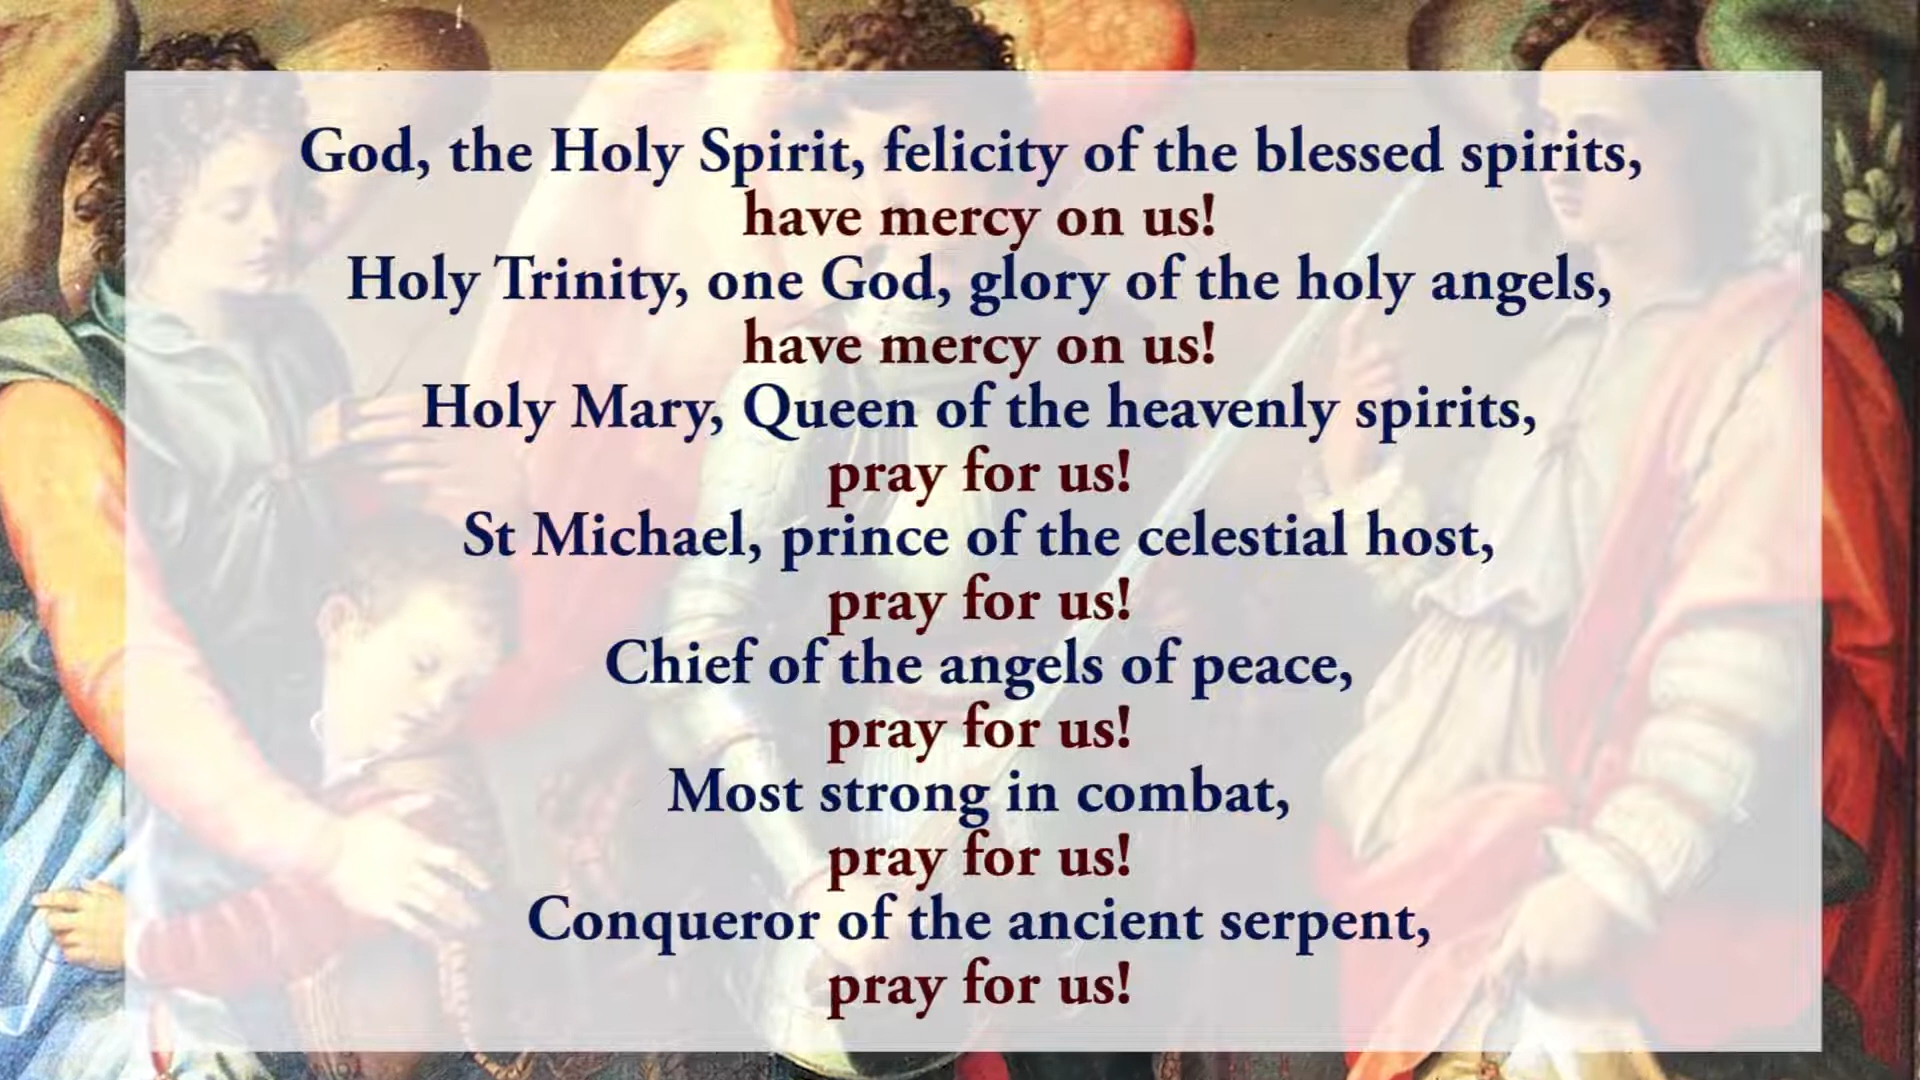 God, the Holy Spirit, felicity of the blessed spirits,
have mercy on us!
Holy Trinity, one God, glory of the holy angels,
have mercy on us!
Holy Mary, Queen of the heavenly spirits,
pray for us!
St Michael, prince of the celestial host,
pray for us!
Chief of the angels of peace,
pray for us!
Most strong in combat,
pray for us!
Conqueror of the ancient serpent,
pray for us!